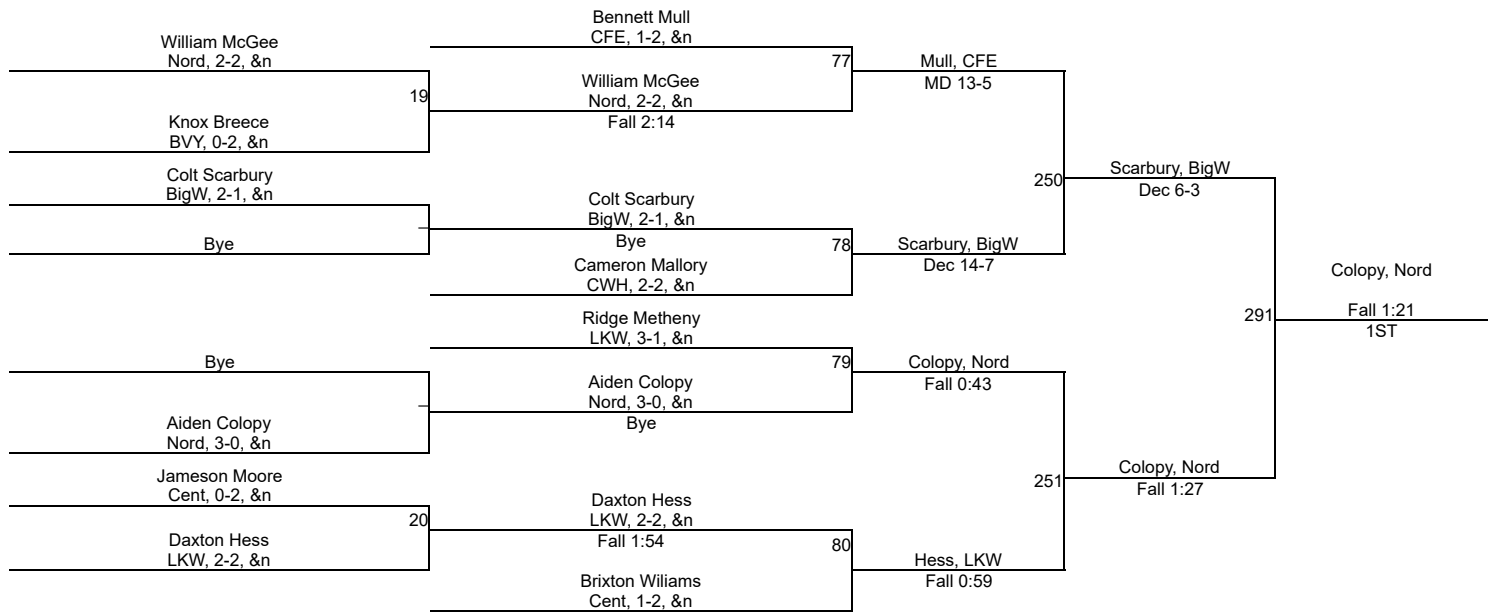 William McGee
Nord, 2-2, &n
19
Knox Breece
BVY, 0-2, &n
Colt Scarbury
BigW, 2-1, &n
Bye
Bye
Aiden Colopy
Nord, 3-0, &n
Jameson Moore
Cent, 0-2, &n
20
Daxton Hess
LKW, 2-2, &n
Bennett Mull
CFE, 1-2, &n
77
William McGee
Nord, 2-2, &n
Fall 2:14
Colt Scarbury
BigW, 2-1, &n
Bye
78
Cameron Mallory
CWH, 2-2, &n
Ridge Metheny
LKW, 3-1, &n
79
Aiden Colopy
Nord, 3-0, &n
Bye
Daxton Hess
LKW, 2-2, &n
Fall 1:54
80
Brixton Wiliams
Cent, 1-2, &n
Mull, CFE
MD 13-5
250
Scarbury, BigW
Dec 14-7
Colopy, Nord
Fall 0:43
251
Hess, LKW
Fall 0:59
Scarbury, BigW
Dec 6-3
291
Colopy, Nord
Fall 1:27
Colopy, Nord
Fall 1:21
1ST